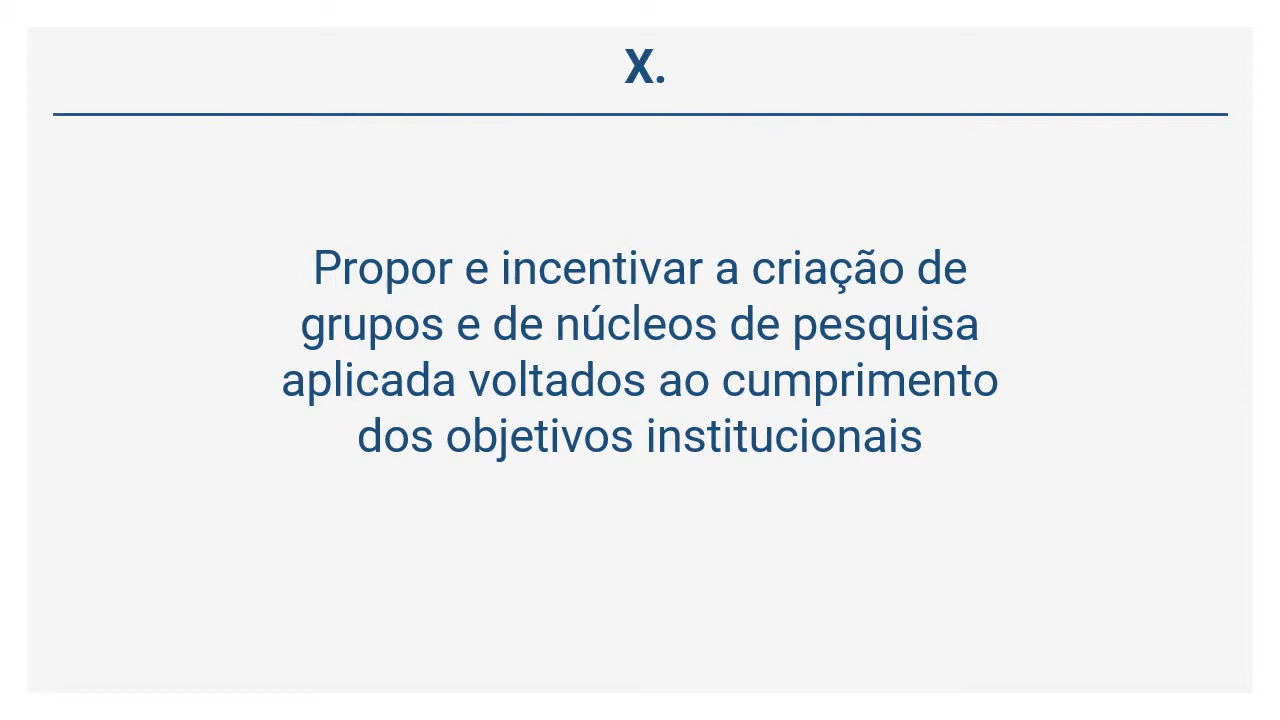 X.
Propor e incentivar a criação de
grupos e de núcleos de pesquisa
aplicada voltados ao cumprimento
dos objetivos institucionais